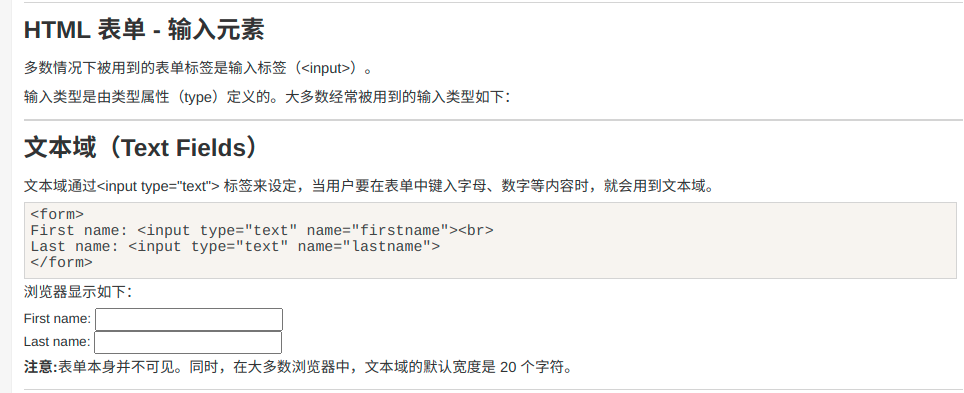 HTML 表单 - 输入元素
多数情况下被用到的表单标签是输入标签（<input>）。
输入类型是由类型属性（type）定义的。大多数经常被用到的输入类型如下：
文本域（Text Fields）
文本域通过<input type="text"> 标签来设定，当用户要在表单中键入字母、数字等内容时，就会用到文本域。
<form>
First name: <input type="text" name="firstname"><br>
Last name: <input type="text" name="lastname">
</form>
浏览器显示如下：
First name:
Last name:
注意:表单本身并不可见。同时，在大多数浏览器中，文本域的默认宽度是 20 个字符。